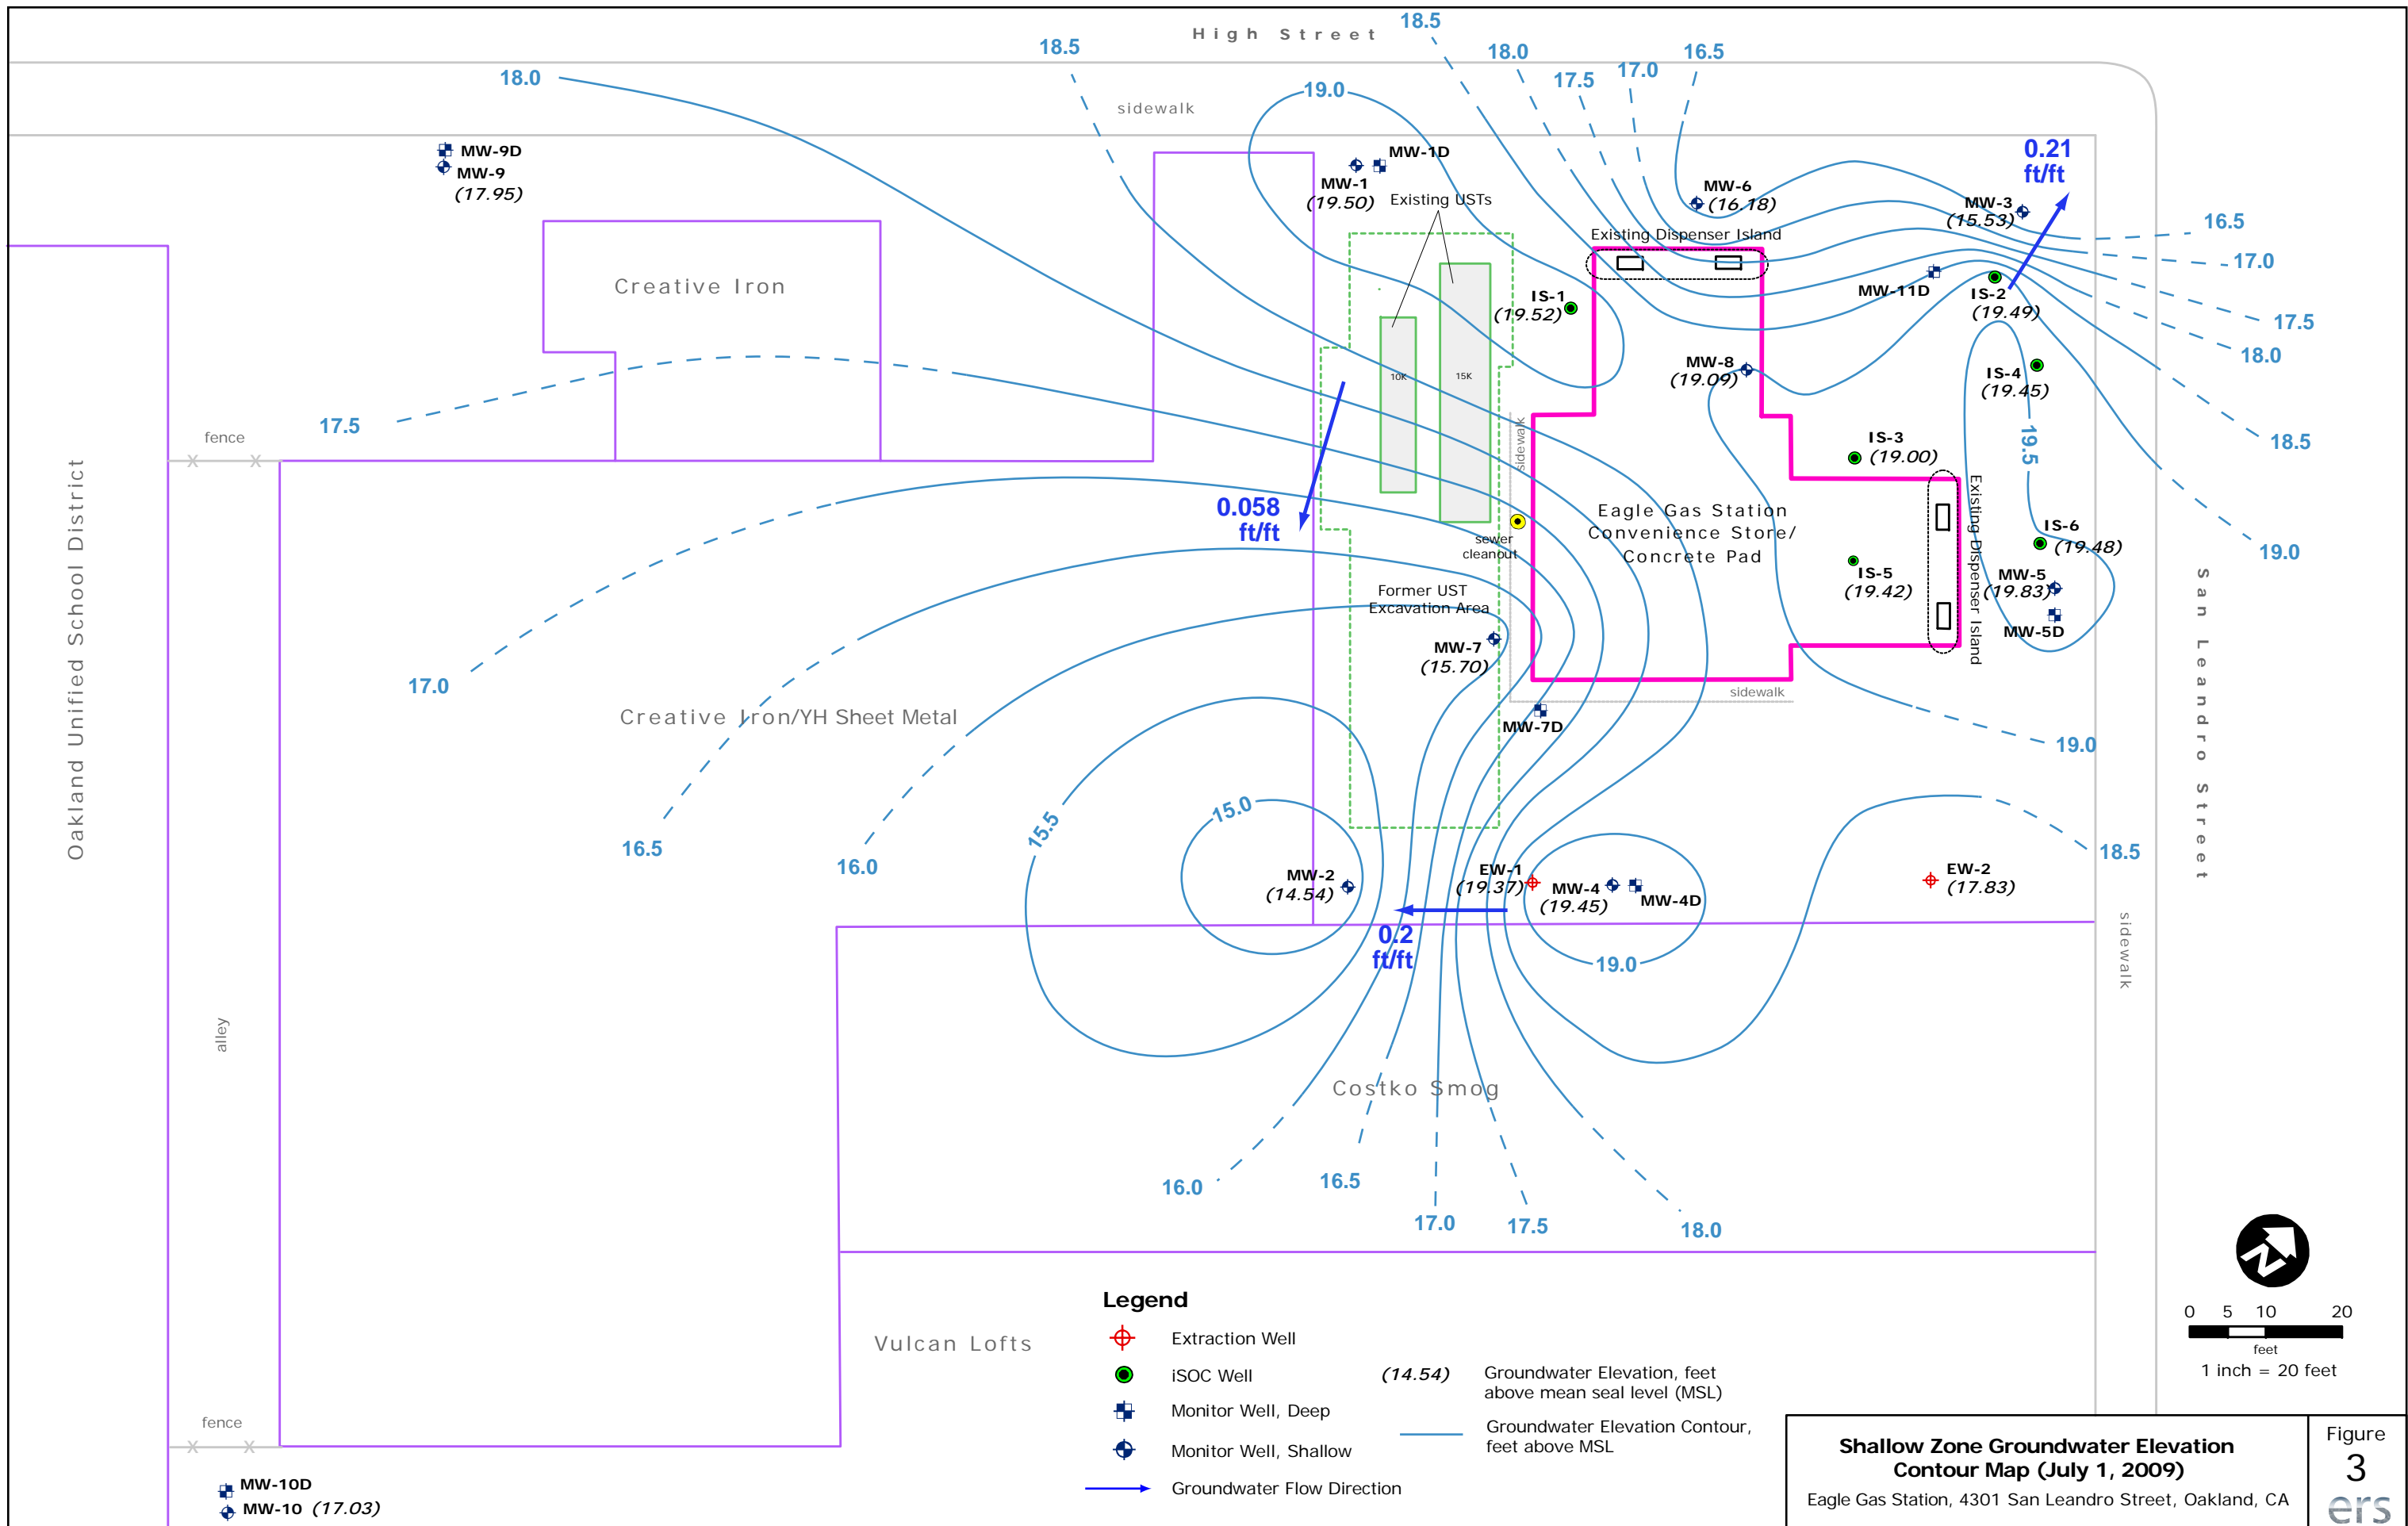 High Street
18.5
18.5
18.0
17.5
17.0
16.5
18.0
19.0
sidewalk
MW-9D
MW-9
(17.95)
MW-1D
MW-1
(19.50)
Existing USTs
MW-6
(16.18)
0.21
ft/ft
MW-3
(15.53)
16.5
Existing Dispenser Island
17.0
Creative Iron
IS-1
(19.52)
MW-11D
IS-2
(19.49)
17.5
18.0
10K
15K
MW-8
(19.09)
IS-4
(19.45)
17.5
fence
sidewalk
IS-3
(19.00)
19.5
18.5
X
X
Oakland Unified School District
0.058
ft/ft
Eagle Gas Station
Convenience Store/
Concrete Pad
Existing Dispenser Island
sewer
cleanout
IS-6
(19.48)
19.0
IS-5
(19.42)
MW-5
(19.83)
MW-5D
San Leandro Street
Former UST
Excavation Area
MW-7
(15.70)
17.0
sidewalk
Creative Iron/YH Sheet Metal
MW-7D
19.0
15.0
15.5
16.5
16.0
18.5
MW-2
(14.54)
EW-1
(19.37)
MW-4
(19.45)
MW-4D
EW-2
(17.83)
0.2
ft/ft
19.0
sidewalk
alley
Costko Smog
16.0
16.5
17.0
17.5
18.0
N
0 5 10 20
feet
1 inch = 20 feet
Vulcan Lofts
Legend
Extraction Well
iSOC Well
Monitor Well, Deep
Monitor Well, Shallow
Groundwater Flow Direction
(14.54)
Groundwater Elevation, feet
above mean seal level (MSL)
Groundwater Elevation Contour,
feet above MSL
fence
X
X
MW-10D
MW-10 (17.03)
Shallow Zone Groundwater Elevation
Contour Map (July 1, 2009)
Eagle Gas Station, 4301 San Leandro Street, Oakland, CA
Figure
3
ers